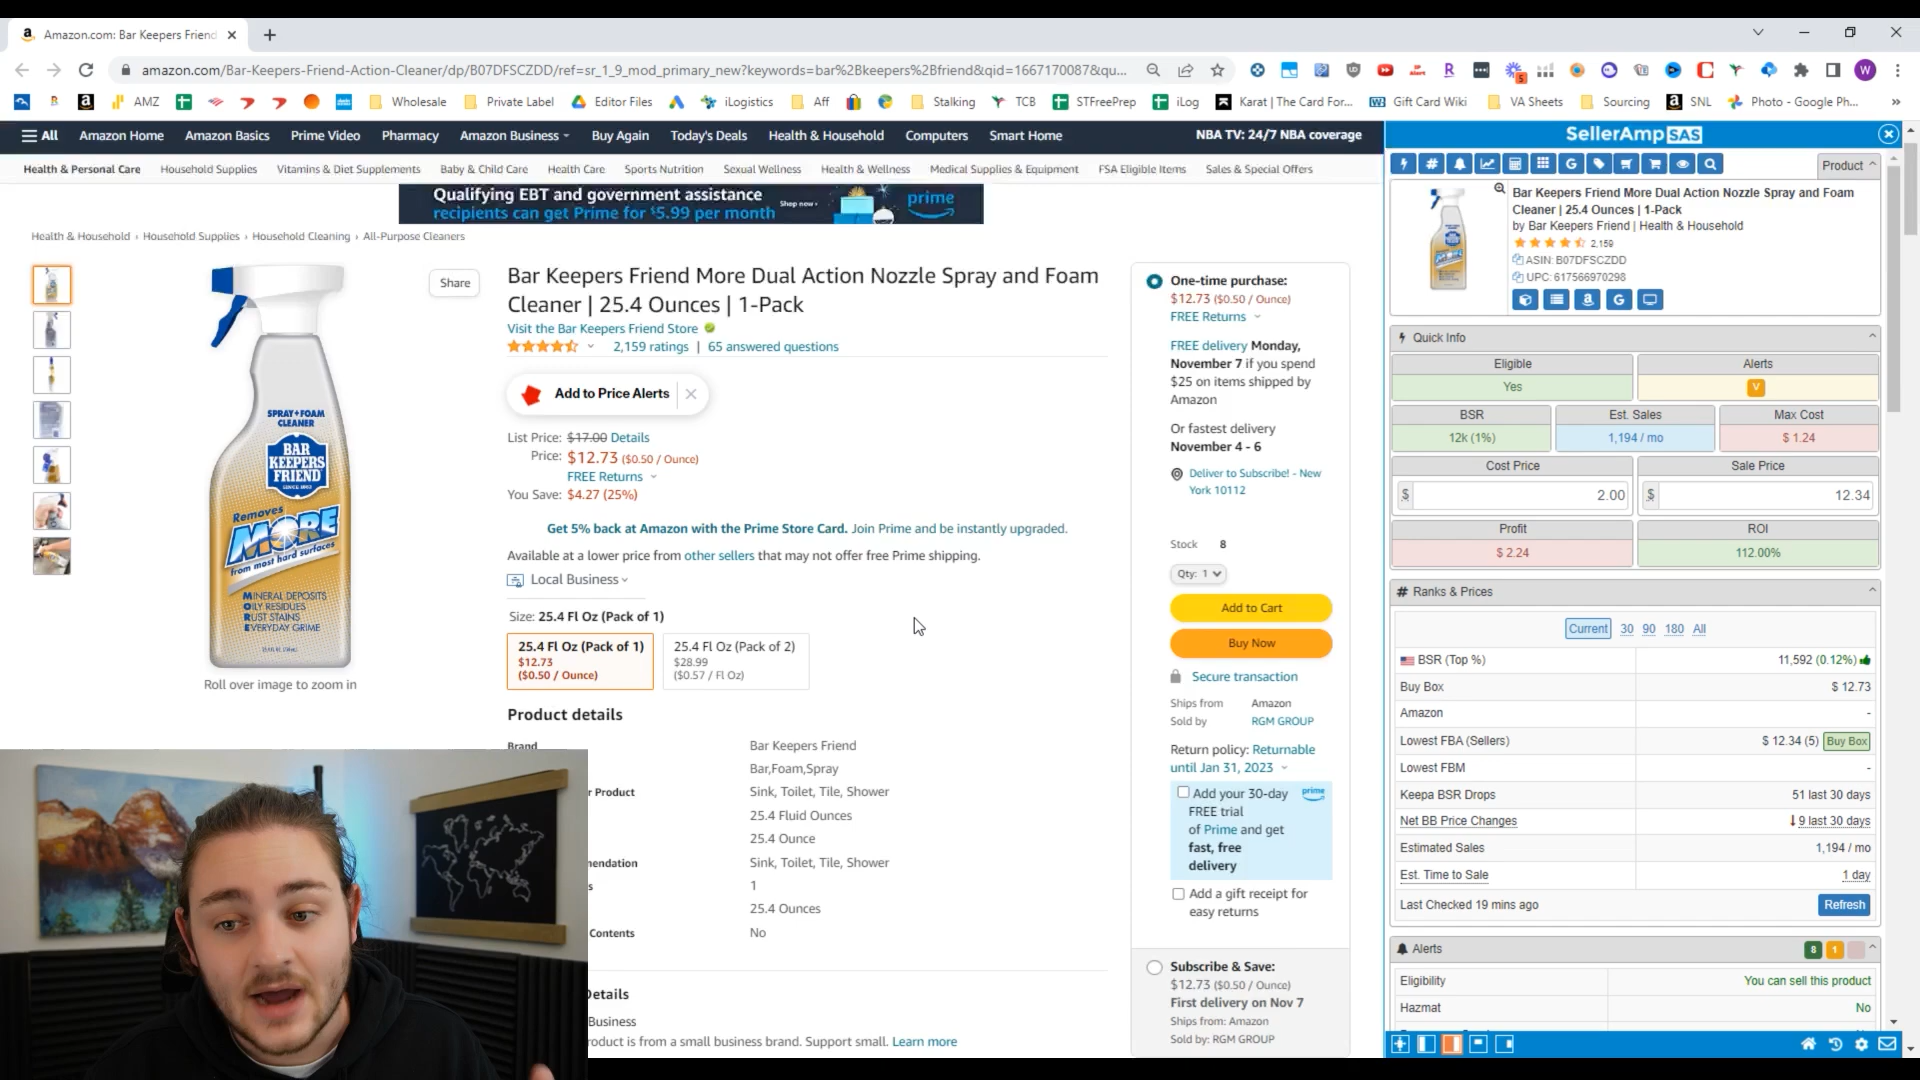 Amazon.com: Bar Keepers Friend
amazon.com/Bar-Keepers-Friend-Action-Cleaner/dp/B07DFSCZDD/ref=sr_1_9_mod_primary_new?keywords=bar%2Bkeepers%2Bfriend&qid=1667170087&qu...
AMZ
Wholesale
Private Label
Editor Files
iLogistics
Aff
Stalking
TCB
STFreePrep
iLog
Karat | The Card For...
Gift Card Wiki
VA Sheets
Sourcing
SNL
Photo - Google Ph...
All
Amazon Home
Amazon Basics
Prime Video
Pharmacy
Amazon Business
Buy Again
Today's Deals
Health & Household
Computers
Smart Home
NBA TV: 24/7 NBA coverage
Health & Personal Care
Household Supplies
Vitamins & Diet Supplements
Baby & Child Care
Health Care
Sports Nutrition
Sexual Wellness
Health & Wellness
Medical Supplies & Equipment
FSA Eligible Items
Sales & Special Offers
Qualifying EBT and government assistance
recipients can get Prime for $5.99 per month
Shop now ›
prime
Health & Household › Household Supplies › Household Cleaning › All-Purpose Cleaners
SPRAY+FOAM
CLEANER
BAR
KEEPERS
FRIEND
SINCE 1882
Removes
MORE
from most hard surfaces
MINERAL DEPOSITS
OILY RESIDUES
RUST STAINS
EVERYDAY GRIME
Roll over image to zoom in
Share
Bar Keepers Friend More Dual Action Nozzle Spray and Foam
Cleaner | 25.4 Ounces | 1-Pack
Visit the Bar Keepers Friend Store
2,159 ratings | 65 answered questions
Add to Price Alerts
List Price: $17.00 Details
Price: $12.73 ($0.50 / Ounce)
FREE Returns
You Save: $4.27 (25%)
Get 5% back at Amazon with the Prime Store Card. Join Prime and be instantly upgraded.
Available at a lower price from other sellers that may not offer free Prime shipping.
Local Business
Size: 25.4 Fl Oz (Pack of 1)
25.4 Fl Oz (Pack of 1)
$12.73
($0.50 / Ounce)
25.4 Fl Oz (Pack of 2)
$28.99
($0.57 / Fl Oz)
Product details
Brand
Bar Keepers Friend
Bar,Foam,Spray
r Product
Sink, Toilet, Tile, Shower
25.4 Fluid Ounces
25.4 Ounce
mendation
Sink, Toilet, Tile, Shower
s
1
25.4 Ounces
Contents
No
Details
Business
roduct is from a small business brand. Support small. Learn more
One-time purchase:
$12.73 ($0.50 / Ounce)
FREE Returns
FREE delivery Monday,
November 7 if you spend
$25 on items shipped by
Amazon
Or fastest delivery
November 4 - 6
Deliver to Subscribe! - New
York 10112
Stock 8
Qty: 1
Add to Cart
Buy Now
Secure transaction
Ships from Amazon
Sold by RGM GROUP
Return policy: Returnable
until Jan 31, 2023
Add your 30-day
prime
FREE trial
of Prime and get
fast, free
delivery
Add a gift receipt for
easy returns
Subscribe & Save:
$12.73 ($0.50 / Ounce)
First delivery on Nov 7
Ships from: Amazon
Sold by: RGM GROUP
SellerAmp SAS
Product
Bar Keepers Friend More Dual Action Nozzle Spray and Foam
Cleaner | 25.4 Ounces | 1-Pack
by Bar Keepers Friend | Health & Household
2,159
ASIN: B07DFSCZDD
UPC: 617566970298
Quick Info
Eligible
Alerts
Yes
V
BSR
Est. Sales
Max Cost
12k (1%)
1,194 / mo
$ 1.24
Cost Price
Sale Price
$ 2.00
$ 12.34
Profit
ROI
$ 2.24
112.00%
# Ranks & Prices
Current 30 90 180 All
BSR (Top %)
11,592 (0.12%)
Buy Box
$ 12.73
Amazon
-
Lowest FBA (Sellers)
$ 12.34 (5) Buy Box
Lowest FBM
-
Keepa BSR Drops
51 last 30 days
Net BB Price Changes
9 last 30 days
Estimated Sales
1,194 / mo
Est. Time to Sale
1 day
Last Checked 19 mins ago
Refresh
Alerts
8
1
Eligibility
You can sell this product
Hazmat
No